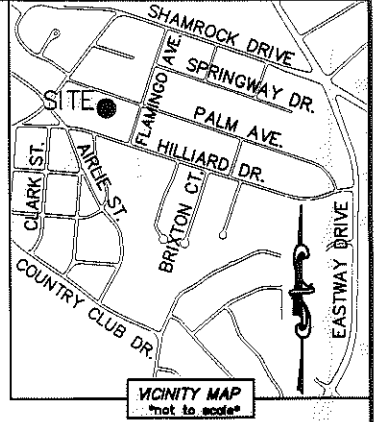 SHAMROCK DRIVE
SPRINGWAY DR.
FLAMINGO AVE.
SITE
PALM AVE.
HILLIARD DR.
AIRLIE ST.
CLARK ST.
BRIXTON CT.
EASTWAY DRIVE
COUNTRY CLUB DR.
VICINITY MAP
*not to scale*